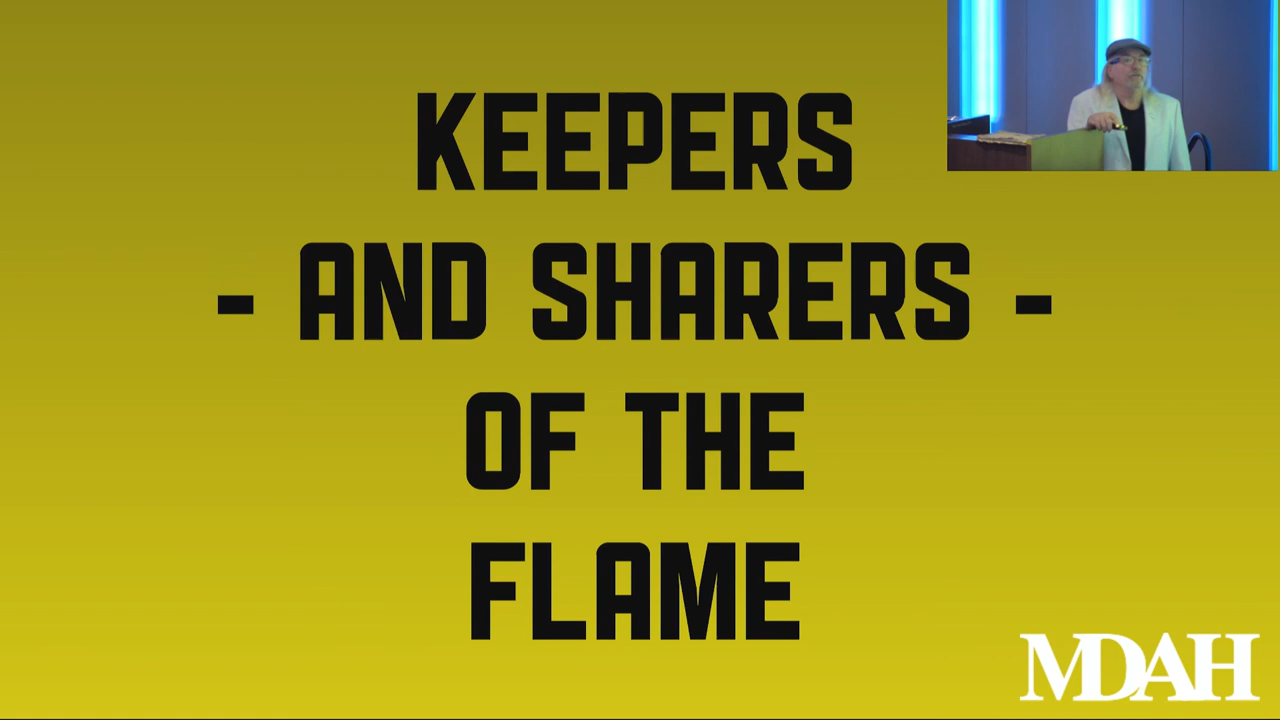 KEEPERS
- AND SHARERS -
OF THE
FLAME
MDAH